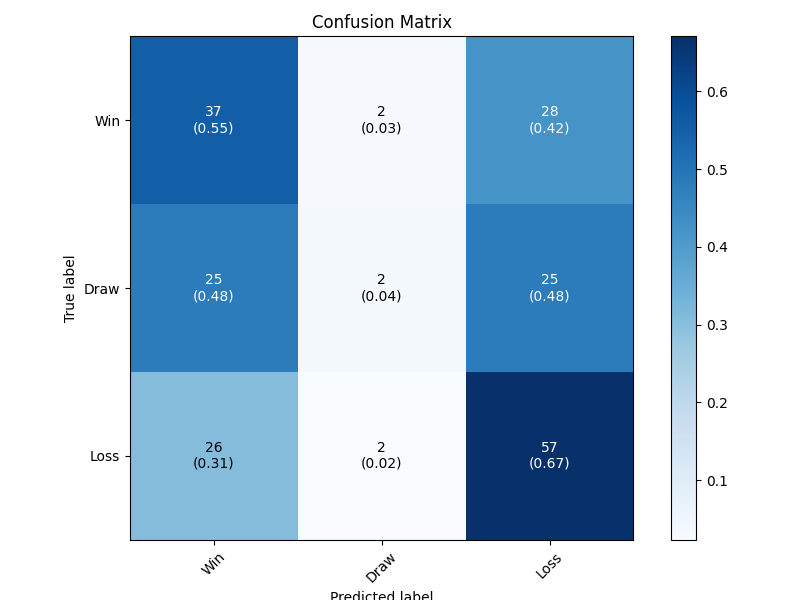 Confusion Matrix
Win
37
(0.55)
2
(0.03)
28
(0.42)
Draw
25
(0.48)
2
(0.04)
25
(0.48)
Loss
26
(0.31)
2
(0.02)
57
(0.67)
True label
Win
Draw
Loss
Predicted label
0.6
0.5
0.4
0.3
0.2
0.1